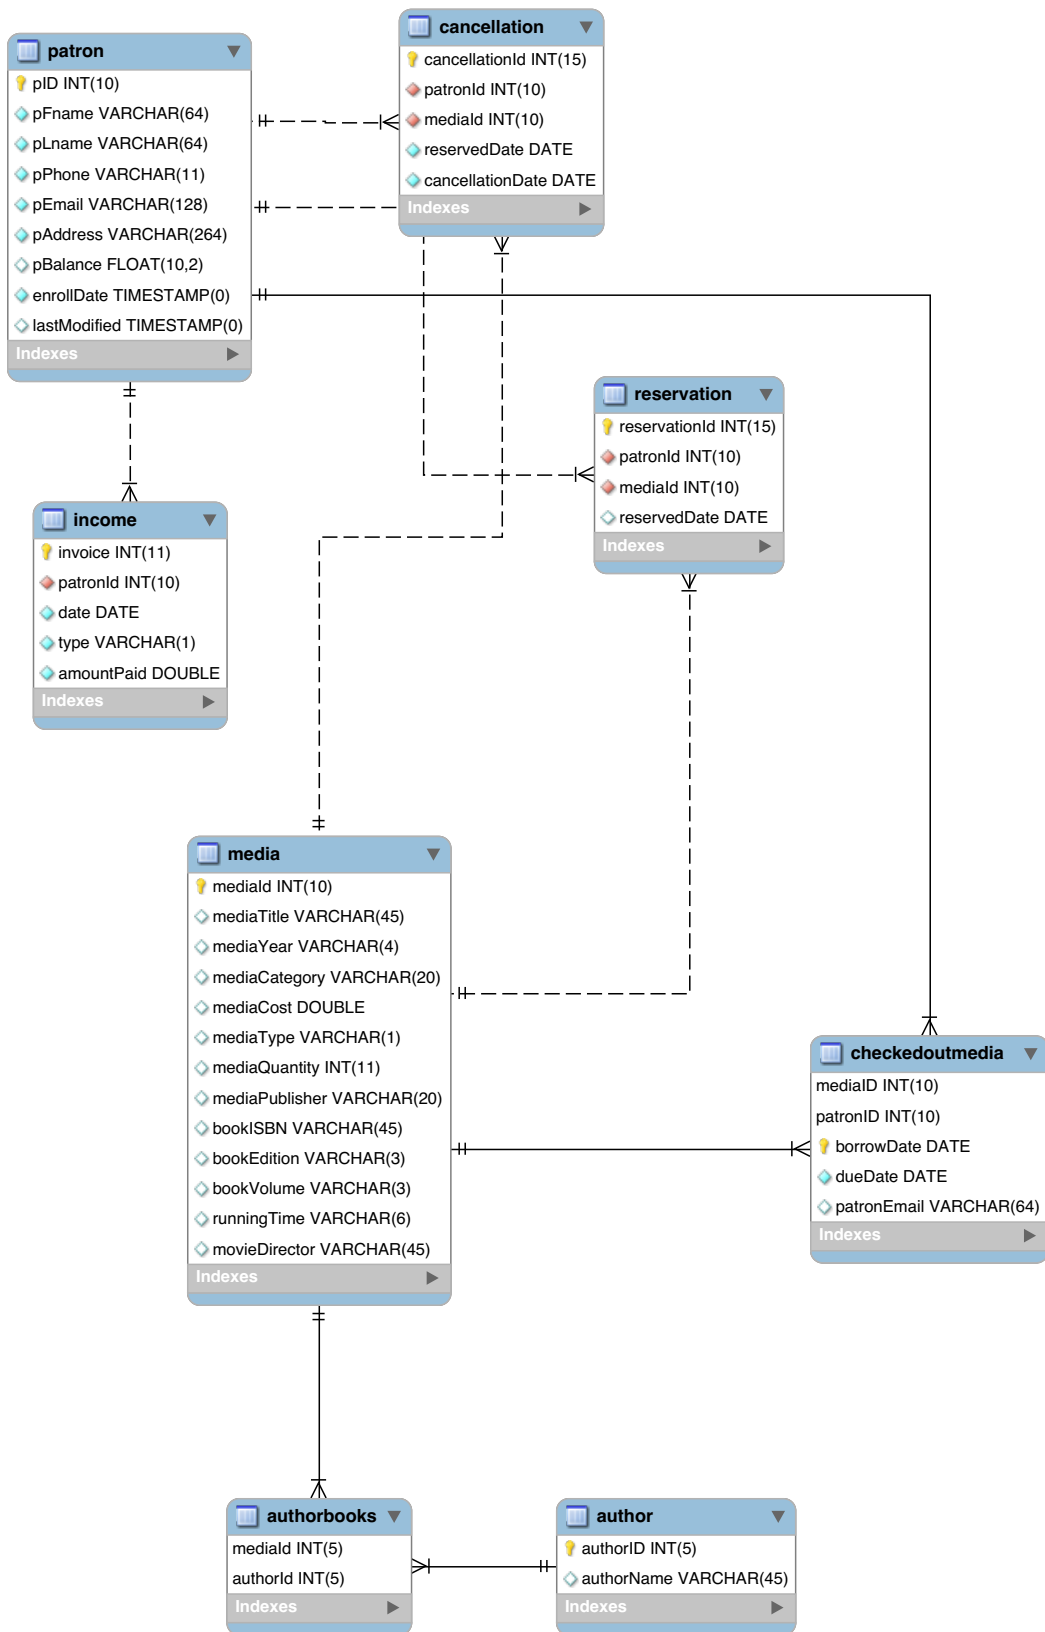 patron
pID INT(10)
pFname VARCHAR(64)
pLname VARCHAR(64)
pPhone VARCHAR(11)
pEmail VARCHAR(128)
pAddress VARCHAR(264)
pBalance FLOAT(10,2)
enrollDate TIMESTAMP(0)
lastModified TIMESTAMP(0)
Indexes
cancellation
cancellationId INT(15)
patronId INT(10)
mediaId INT(10)
reservedDate DATE
cancellationDate DATE
Indexes
reservation
reservationId INT(15)
patronId INT(10)
mediaId INT(10)
reservedDate DATE
Indexes
income
invoice INT(11)
patronId INT(10)
date DATE
type VARCHAR(1)
amountPaid DOUBLE
Indexes
media
mediaId INT(10)
mediaTitle VARCHAR(45)
mediaYear VARCHAR(4)
mediaCategory VARCHAR(20)
mediaCost DOUBLE
mediaType VARCHAR(1)
mediaQuantity INT(11)
mediaPublisher VARCHAR(20)
bookISBN VARCHAR(45)
bookEdition VARCHAR(3)
bookVolume VARCHAR(3)
runningTime VARCHAR(6)
movieDirector VARCHAR(45)
Indexes
checkedoutmedia
mediaID INT(10)
patronID INT(10)
borrowDate DATE
dueDate DATE
patronEmail VARCHAR(64)
Indexes
authorbooks
mediaId INT(5)
authorId INT(5)
Indexes
author
authorID INT(5)
authorName VARCHAR(45)
Indexes